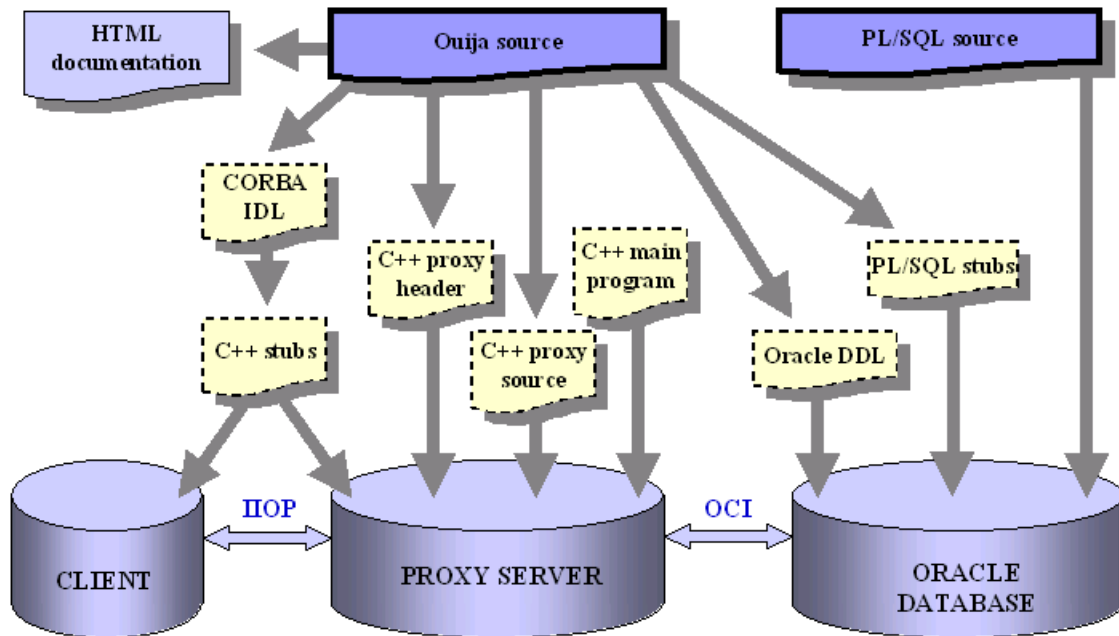 HTML
documentation
Ouija source
PL/SQL source
CORBA
IDL
C++ proxy
header
C++ main
program
PL/SQL stubs
C++ stubs
C++ proxy
source
Oracle DDL
IIOP
OCI
CLIENT
PROXY SERVER
ORACLE
DATABASE